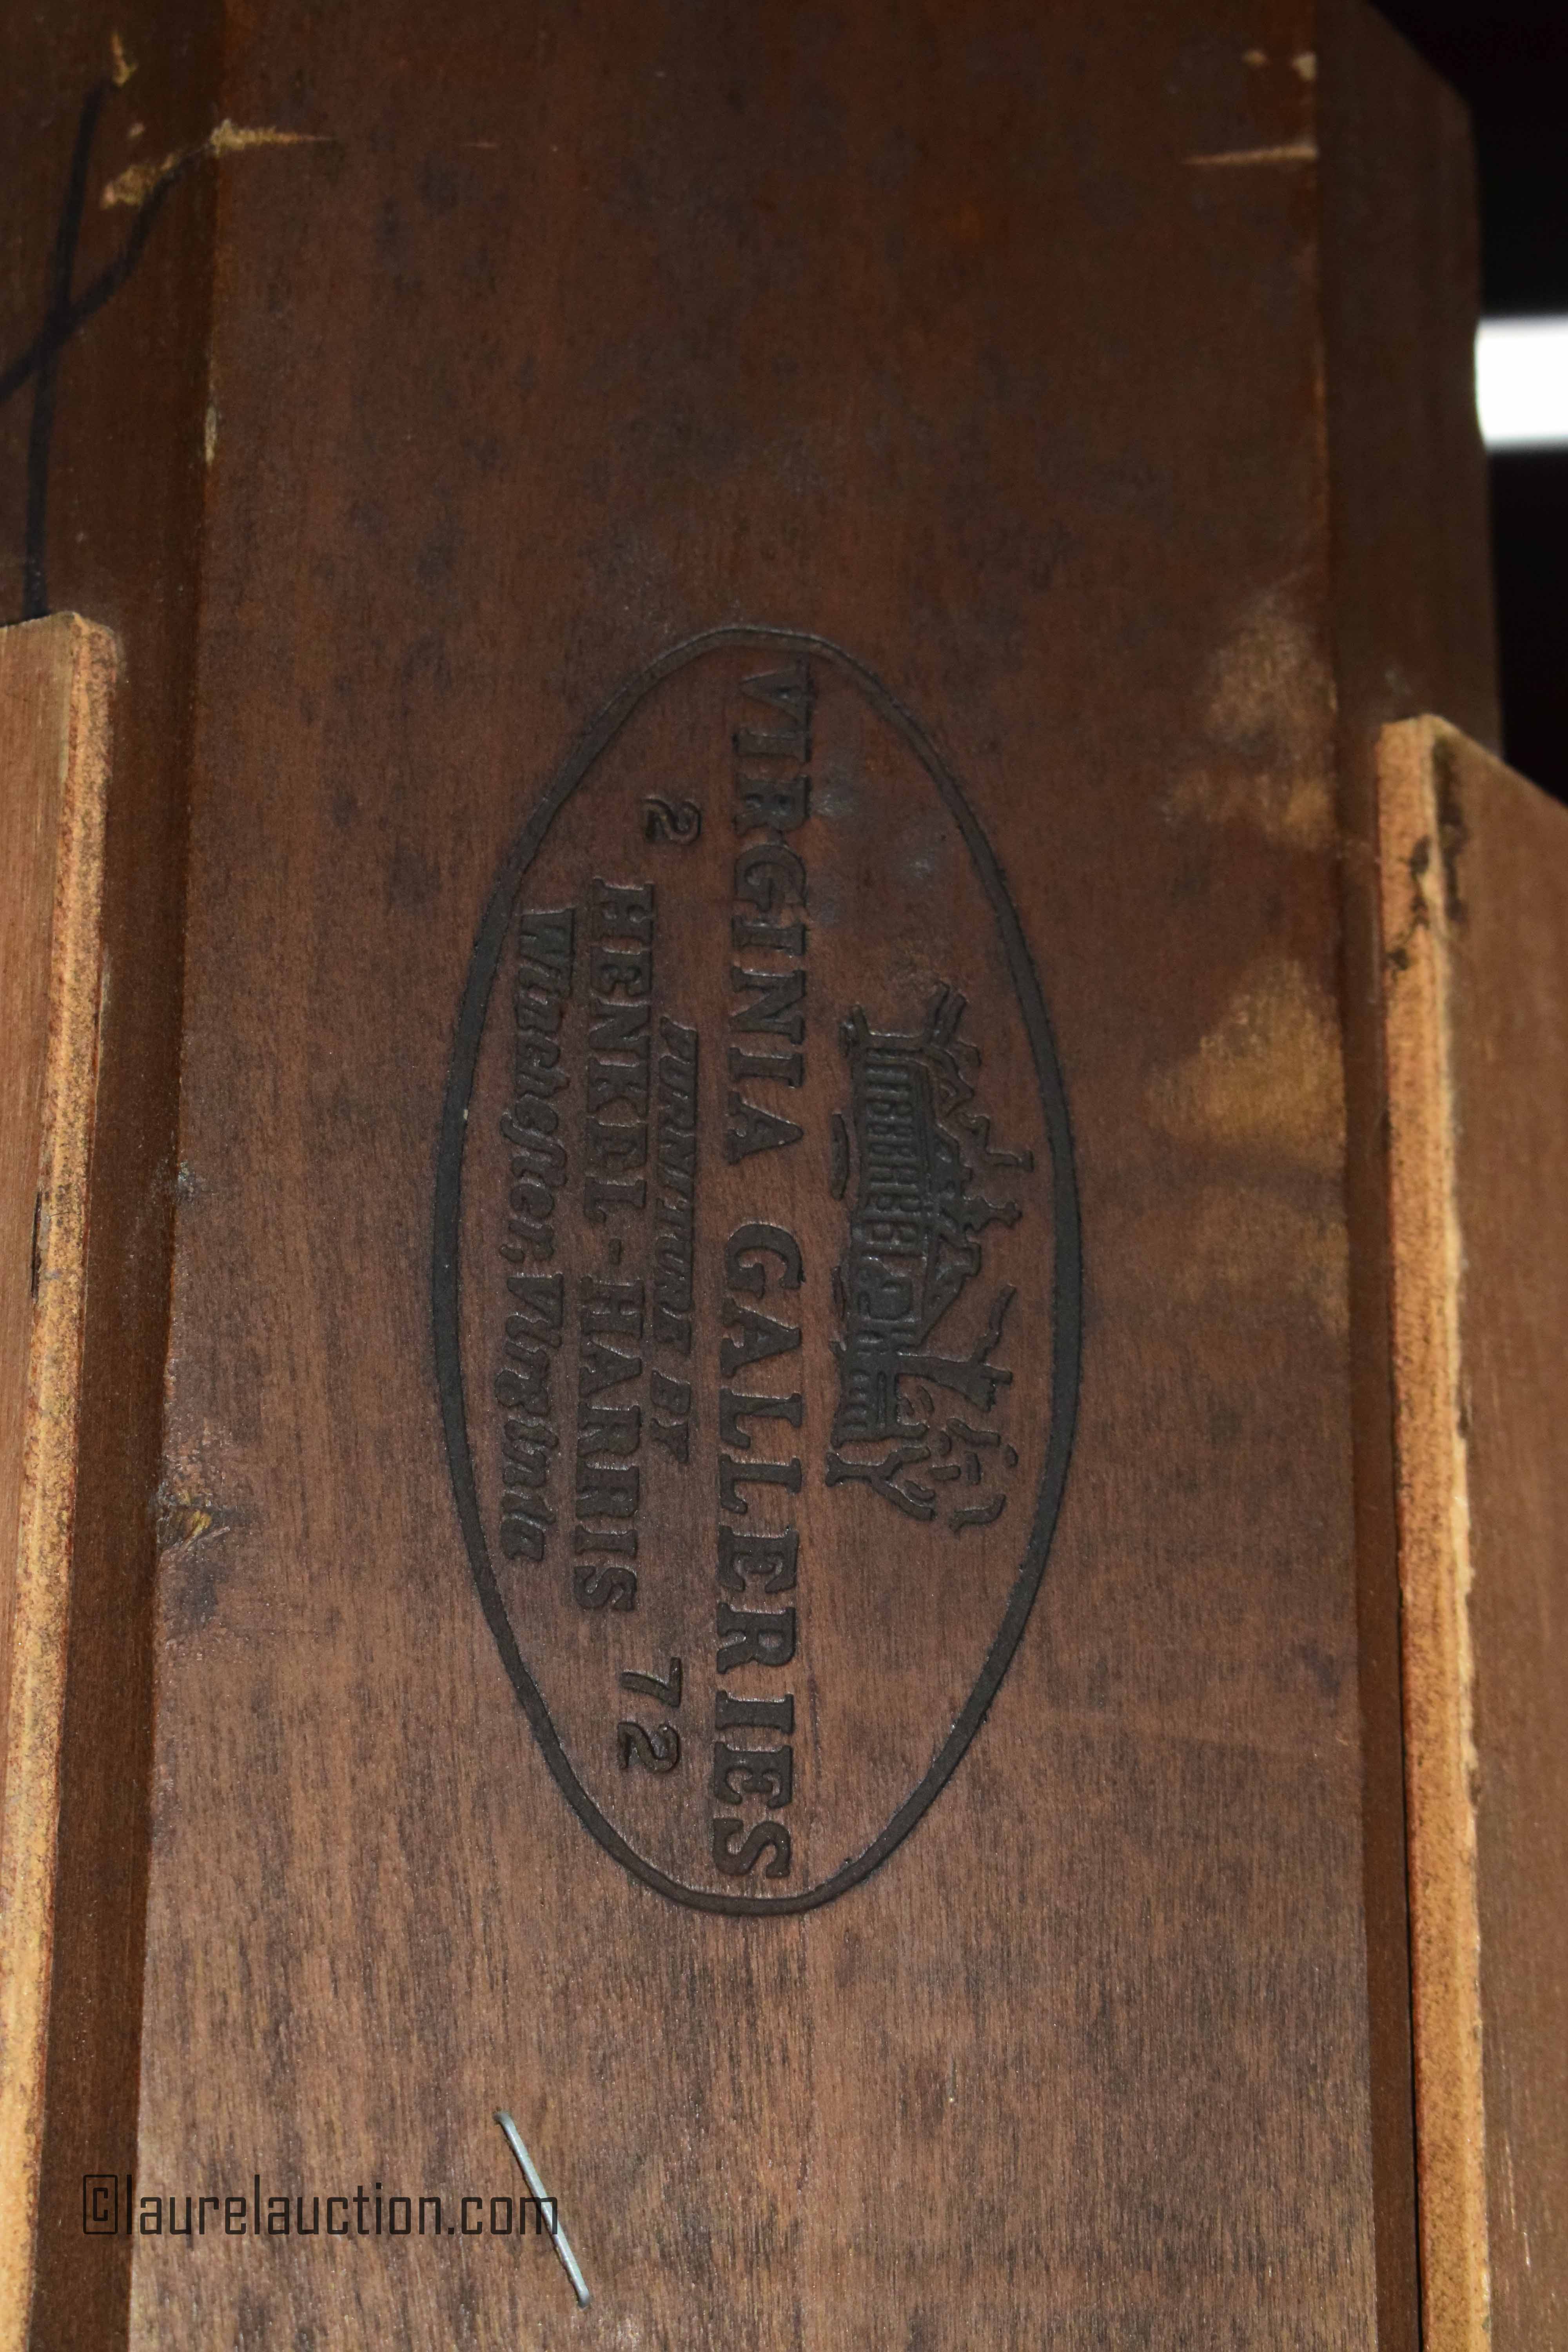 VIRGINIA GALLERIES
FURNITURE BY
2 HENKEL-HARRIS 72
Winchester, Virginia
©laurelauction.com